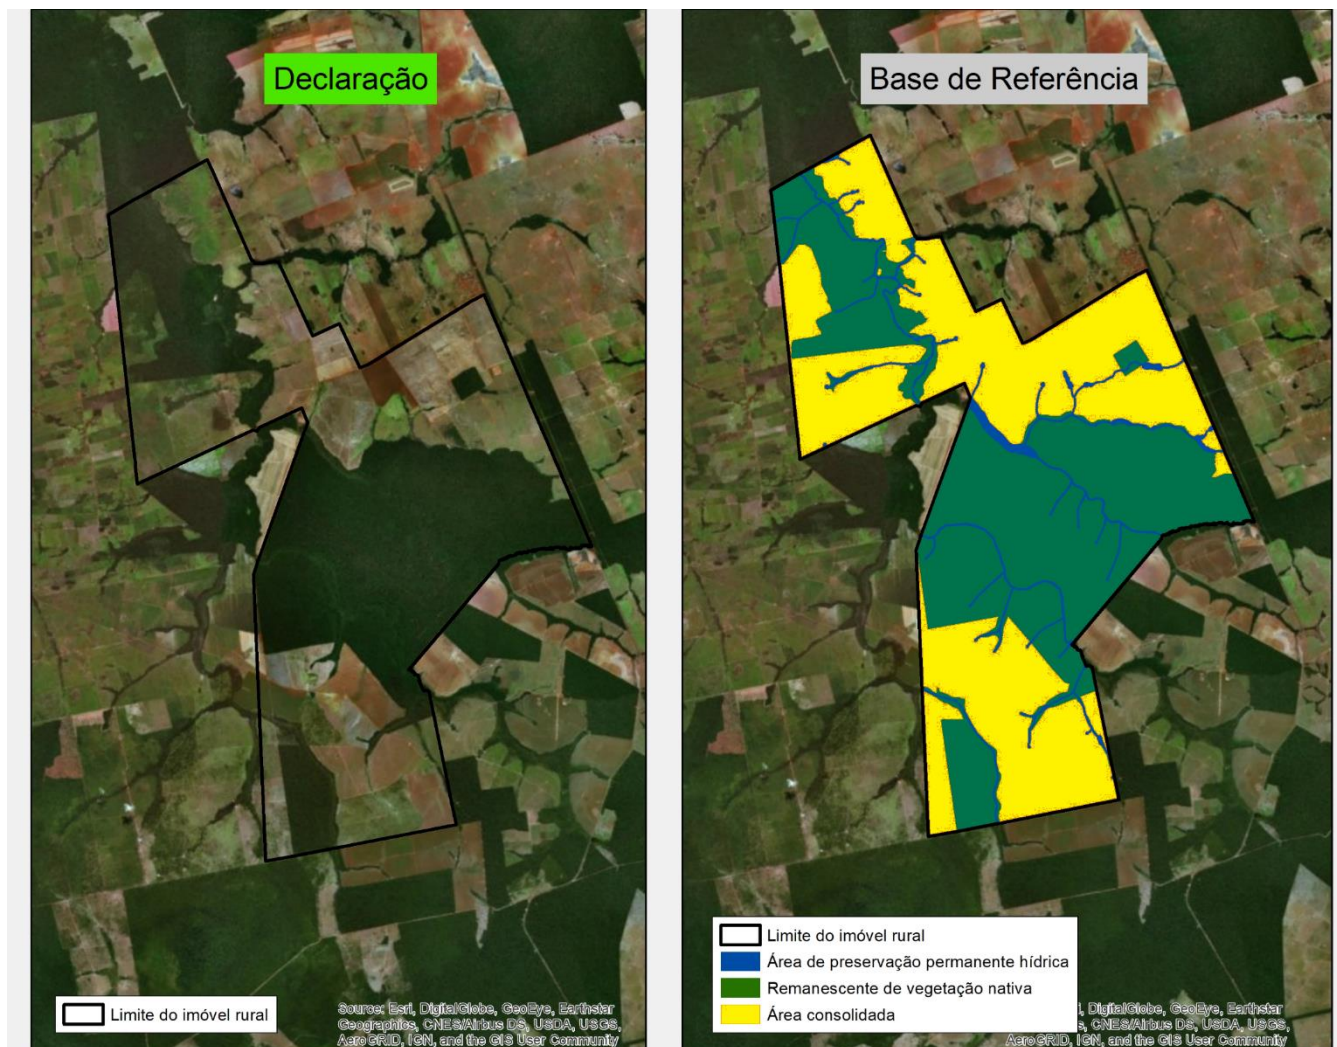 Declaração
Base de Referência
Limite do imóvel rural
Source: Esri, DigitalGlobe, GeoEye, Earthstar
Geographics, CNES/Airbus DS, USDA, USGS,
AeroGRID, IGN, and the GIS User Community
Limite do imóvel rural
Área de preservação permanente hídrica
Remanescente de vegetação nativa
Área consolidada
, DigitalGlobe, GeoEye, Earthstar
s, CNES/Airbus DS, USDA, USGS,
AeroGRID, IGN, and the GIS User Community